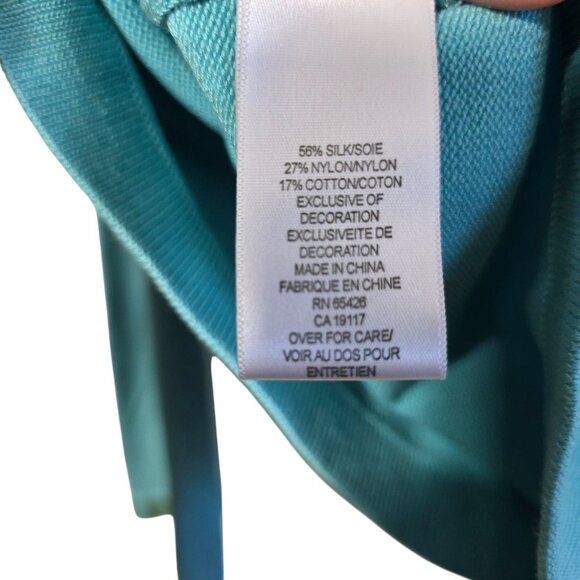 56% SILK/SOIE
27% NYLON/NYLON
17% COTTON/COTON
EXCLUSIVE OF
DECORATION
EXCLUSIVEITE DE
DECORATION
MADE IN CHINA
FABRIQUE EN CHINE
RN 65426
CA 19117
OVER FOR CARE/
VOIR AU DOS POUR
ENTRETIEN